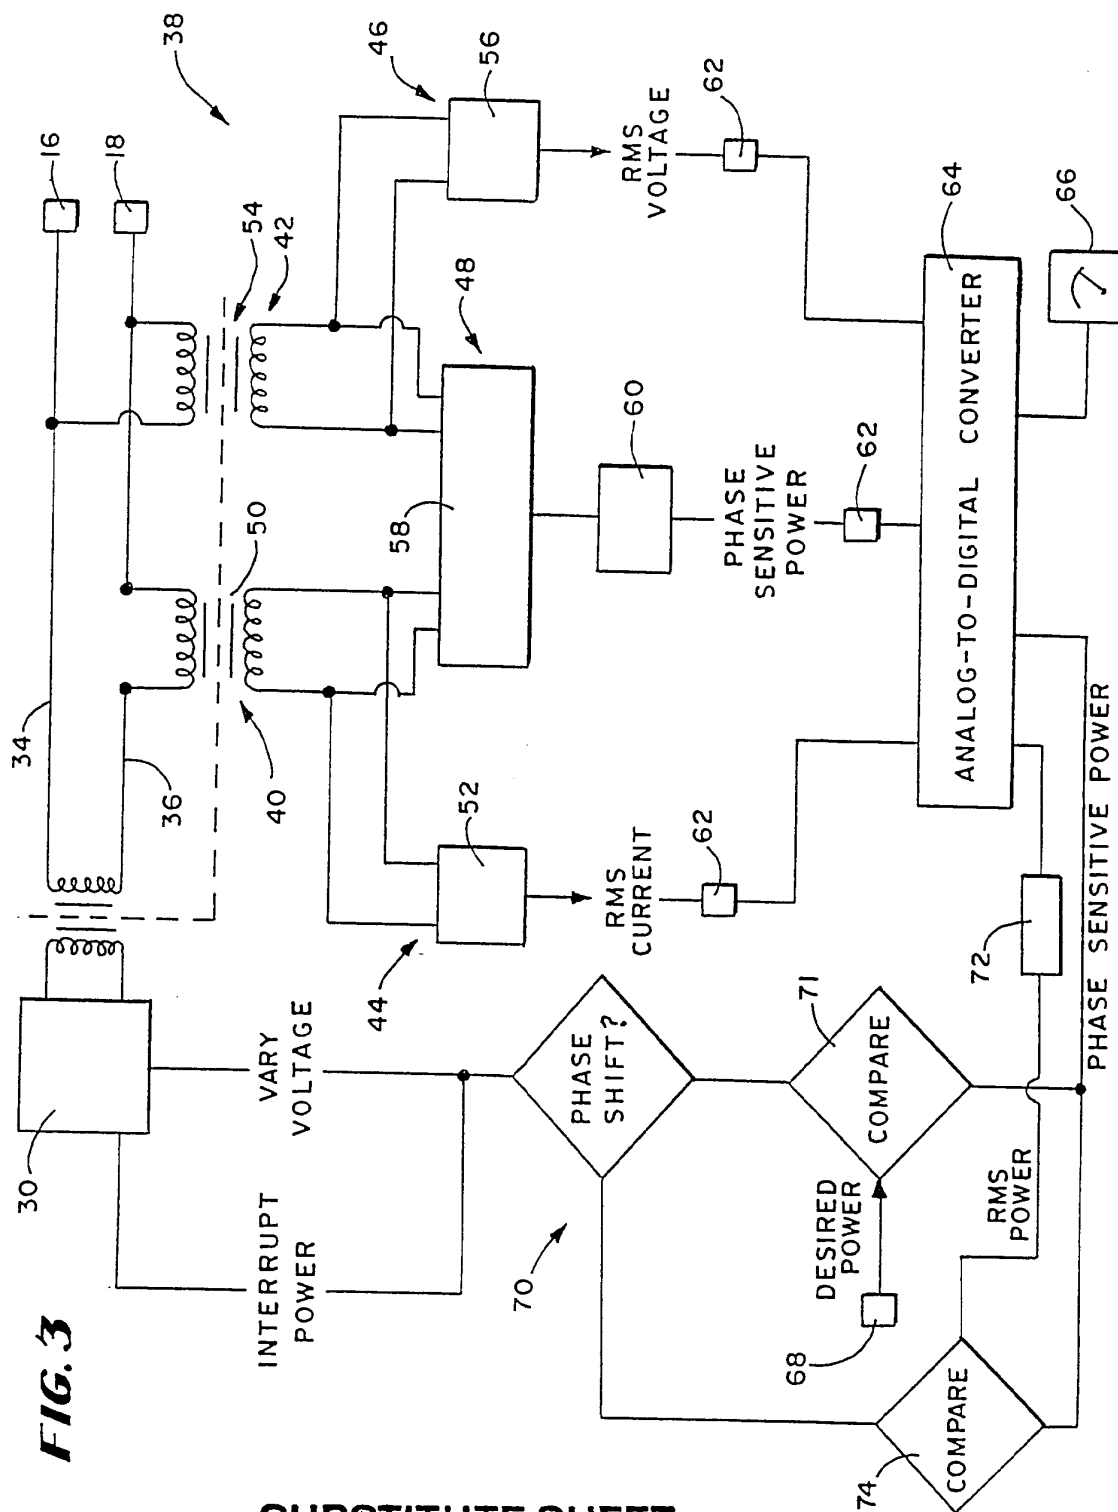 FIG. 3
30
34
36
16
18
38
INTERRUPT
POWER
VARY
VOLTAGE
40
50
54
42
44
52
58
48
46
56
70
PHASE
SHIFT?
RMS
CURRENT
60
RMS
VOLTAGE
62
62
PHASE
SENSITIVE
POWER
62
68
DESIRED
POWER
71
COMPARE
74
COMPARE
RMS
POWER
72
ANALOG-TO-DIGITAL CONVERTER
64
66
PHASE SENSITIVE POWER
SUBSTITUTE SHEET